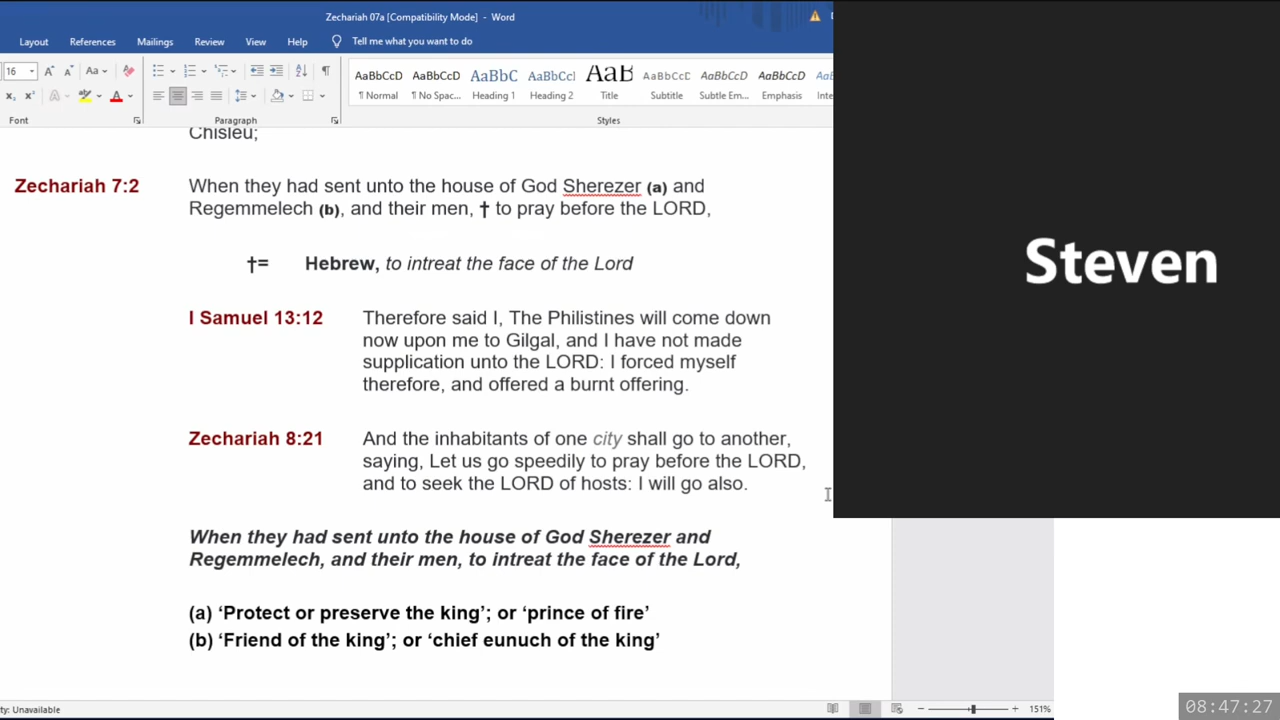 Zechariah 07a [Compatibility Mode] - Word
Layout References Mailings Review View Help Tell me what you want to do
16 Aa
AaBbCcD AaBbCcD AaBbC AaBbCcI AaB AaBbCcI AaBbCcD AaBbCcD
¶ Normal ¶ No Spac... Heading 1 Heading 2 Title Subtitle Subtle Em... Emphasis
Font Paragraph Styles
Chisleu;
Zechariah 7:2 When they had sent unto the house of God Sherezer (a) and
Regemmelech (b), and their men, † to pray before the LORD,
†= Hebrew, to intreat the face of the Lord
I Samuel 13:12 Therefore said I, The Philistines will come down
now upon me to Gilgal, and I have not made
supplication unto the LORD: I forced myself
therefore, and offered a burnt offering.
Zechariah 8:21 And the inhabitants of one city shall go to another,
saying, Let us go speedily to pray before the LORD,
and to seek the LORD of hosts: I will go also.
When they had sent unto the house of God Sherezer and
Regemmelech, and their men, to intreat the face of the Lord,
(a) ‘Protect or preserve the king’; or ‘prince of fire’
(b) ‘Friend of the king’; or ‘chief eunuch of the king’
Steven
ty: Unavailable
151%
08:47:27